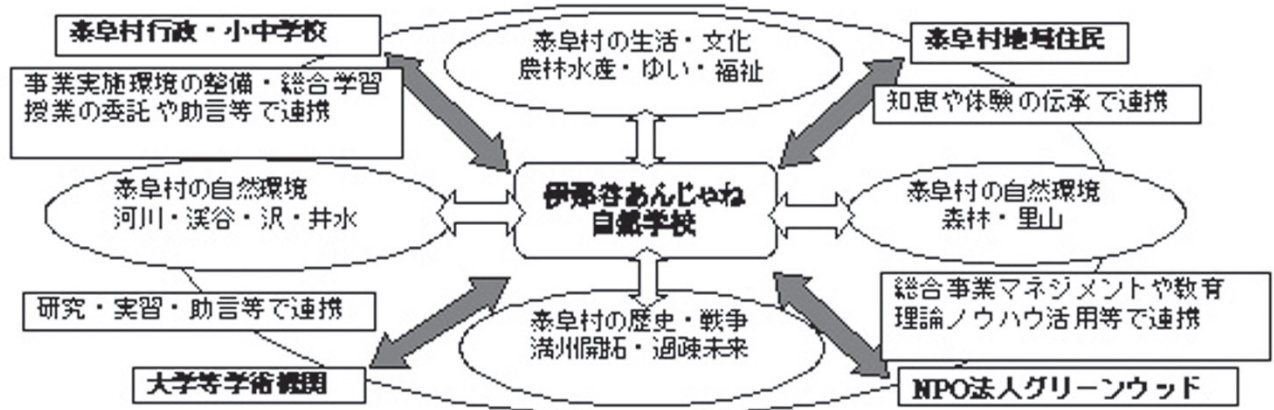 泰阜村行政・小中学校
事業実施環境の整備・総合学習
授業の委託や助言等で連携
泰阜村の生活・文化
農林水産・ゆい・福祉
泰阜村地域住民
知恵や体験の伝承で連携
泰阜村の自然環境
河川・渓谷・沢・井水
伊那谷あんじゃね
自然学校
泰阜村の自然環境
森林・里山
研究・実習・助言等で連携
大学等学術機関
泰阜村の歴史・戦争
満州開拓・過疎未来
総合事業マネジメントや教育
理論ノウハウ活用等で連携
NPO法人グリーンウッド